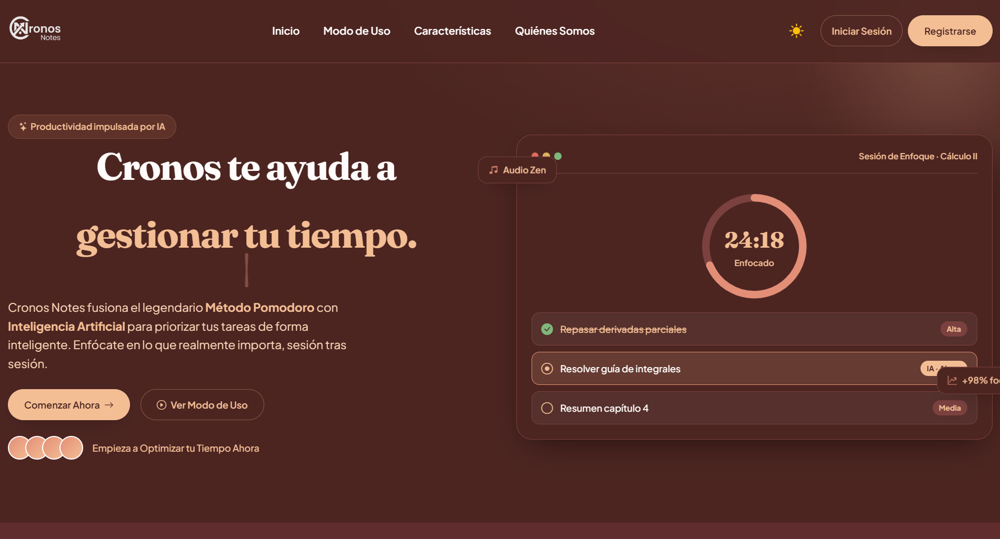 Cronos
Notes
Inicio
Modo de Uso
Características
Quiénes Somos
Iniciar Sesión
Registrarse
Productividad impulsada por IA
Cronos te ayuda a
gestionar tu tiempo.
Cronos Notes fusiona el legendario Método Pomodoro con
Inteligencia Artificial para priorizar tus tareas de forma
inteligente. Enfócate en lo que realmente importa, sesión tras
sesión.
Comenzar Ahora
Ver Modo de Uso
Empieza a Optimizar tu Tiempo Ahora
Sesión de Enfoque · Cálculo II
Audio Zen
24:18
Enfocado
Repasar derivadas parciales
Alta
Resolver guía de integrales
IA ·
+98%
Resumen capítulo 4
Media